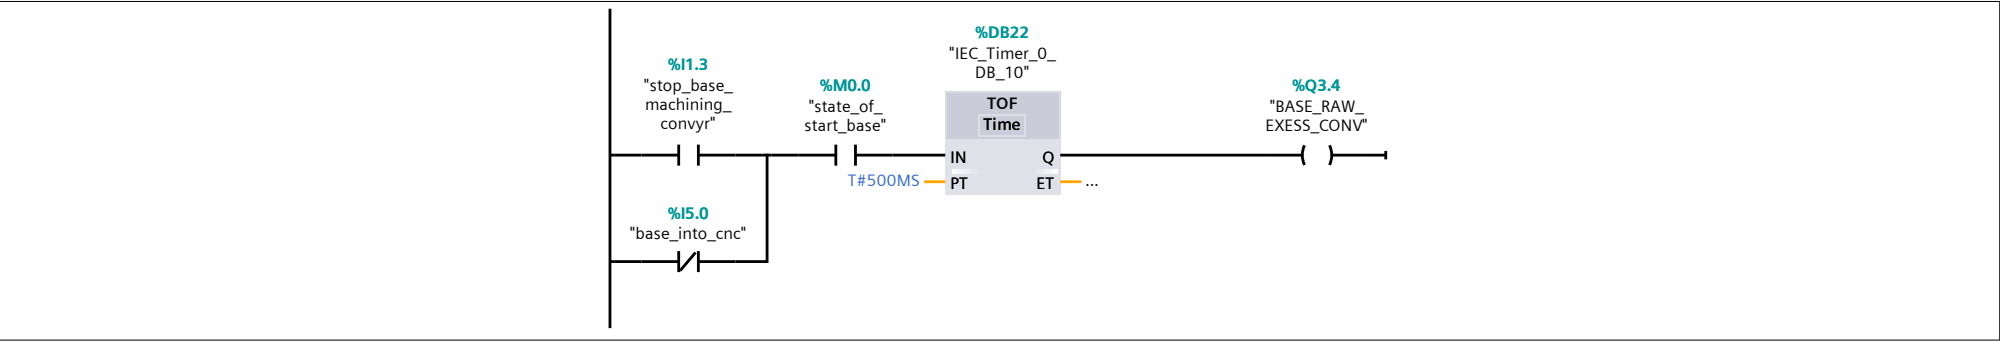 %DB22
"IEC_Timer_0_
DB_10"
%I1.3
"stop_base_
machining_
convyr"
%M0.0
"state_of_
start_base"
TOF
Time
%Q3.4
"BASE_RAW_
EXESS_CONV"
IN
Q
T#500MS
PT
ET
...
%I5.0
"base_into_cnc"